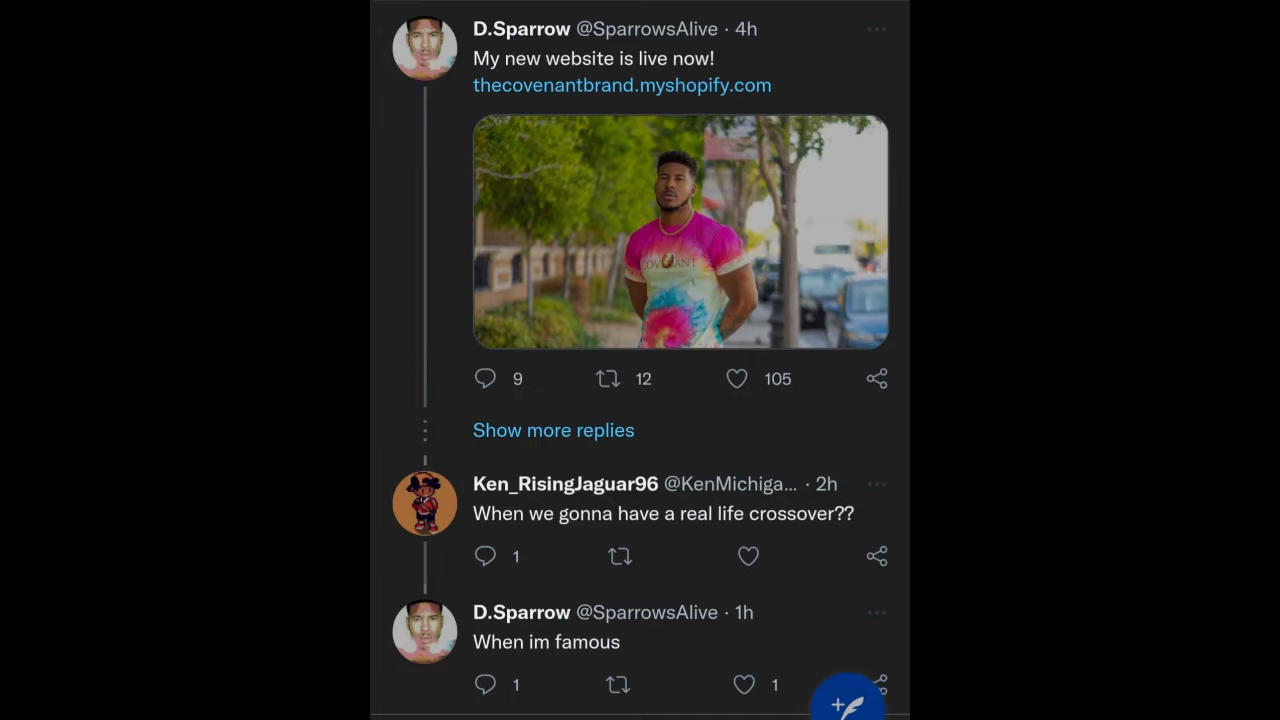 D.Sparrow @SparrowsAlive · 4h
My new website is live now!
thecovenantbrand.myshopify.com
COVENANT
9 12 105
Show more replies
Ken_RisingJaguar96 @KenMichiga... · 2h
When we gonna have a real life crossover??
1
D.Sparrow @SparrowsAlive · 1h
When im famous
1 1